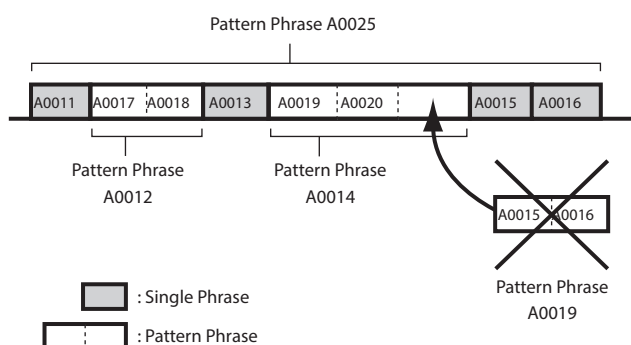 Pattern Phrase A0025
A0011 A0017 A0018 A0013 A0019 A0020 A0015 A0016
Pattern Phrase
A0012
Pattern Phrase
A0014
A0015 A0016
Pattern Phrase
A0019
: Single Phrase
: Pattern Phrase